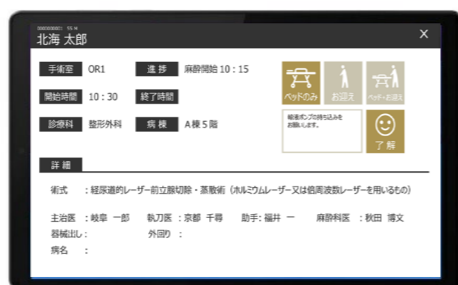 北海 太郎
X
手術室 OR1 進捗 麻酔開始 10：15
開始時間 10：30 終了時間
診療科 整形外科 病棟 A棟5階
ベッドのみ お迎え ベッド+お迎え
輸液ポンプの持ち込みを
お願いします。
了解
詳細
術式 ：経尿道的レーザー前立腺切除・蒸散術（ホルミウムレーザー又は倍周波数レーザーを用いるもの）
主治医 ：岐阜 一郎 執刀医：京都 千尋 助手：福井 一 麻酔科医 ：秋田 博文
器械出し： 外回り ：
病名 ：